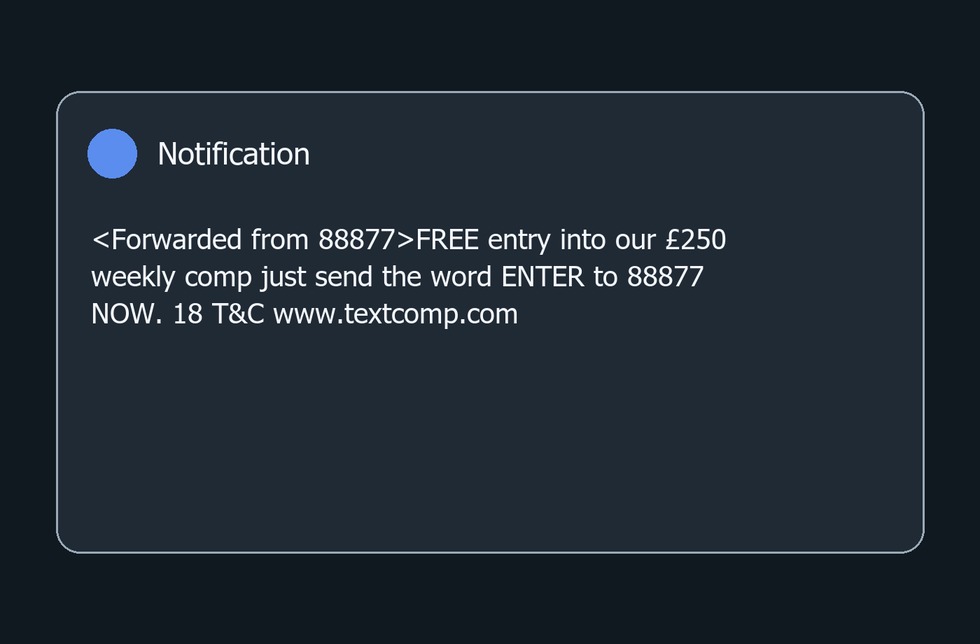 Notification
<Forwarded from 88877>FREE entry into our £250
weekly comp just send the word ENTER to 88877
NOW. 18 T&C www.textcomp.com